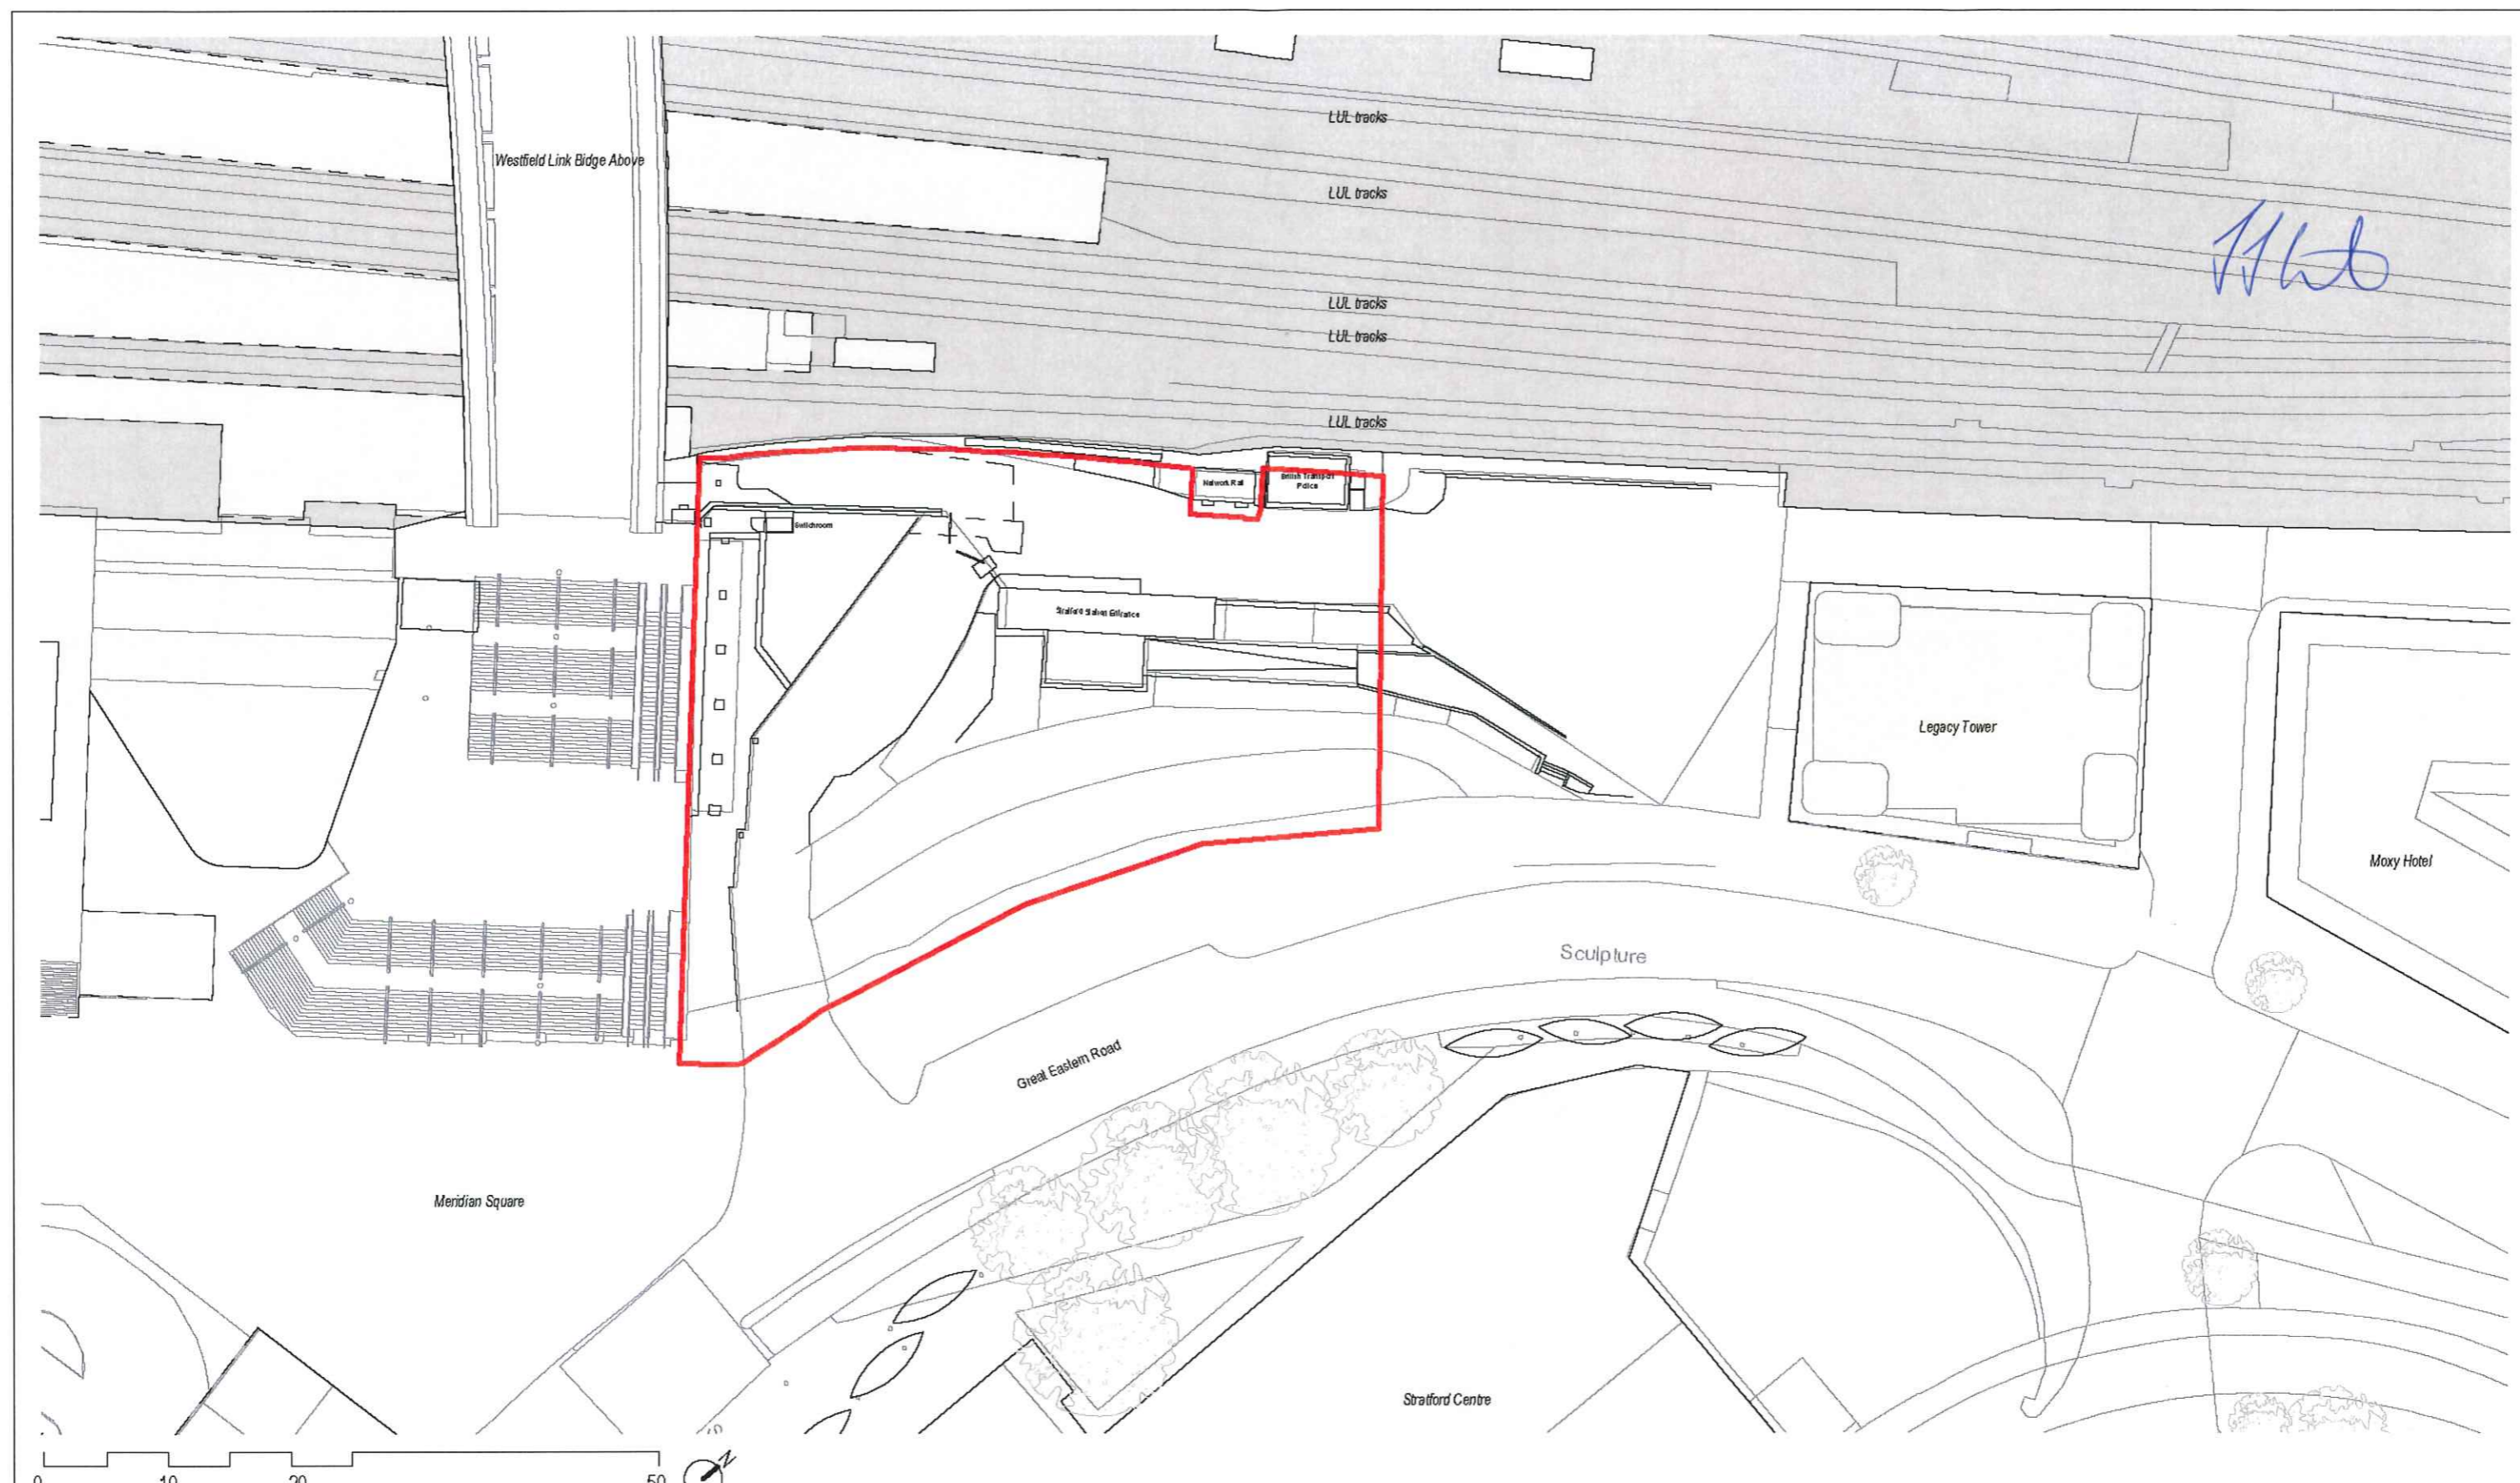 LUL tracks
Westfield Link Bidge Above
LUL tracks
LUL tracks
LUL tracks
LUL tracks
Network Rail
British Transport
Police
Switchroom
Stratford Station Entrance
Legacy Tower
Moxy Hotel
Sculpture
Great Eastern Road
Meridian Square
Stratford Centre
0
10
20
50
N